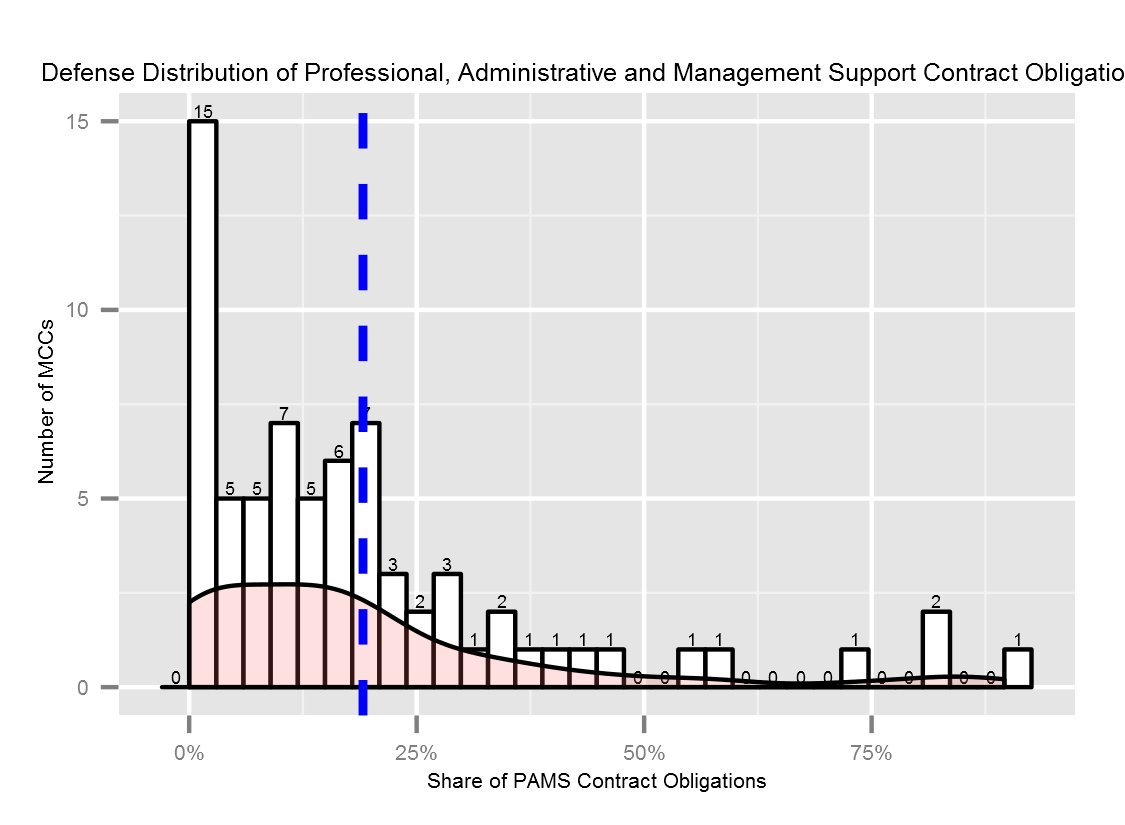 Defense Distribution of Professional, Administrative and Management Support Contract Obligatio
15
10
5
0
Number of MCCs
0 15 5 5 7 5 6 7 3 2 3 1 2 1 1 1 1 0 0 1 1 0 0 0 0 1 0 0 2 0 0 1
0% 25% 50% 75%
Share of PAMS Contract Obligations